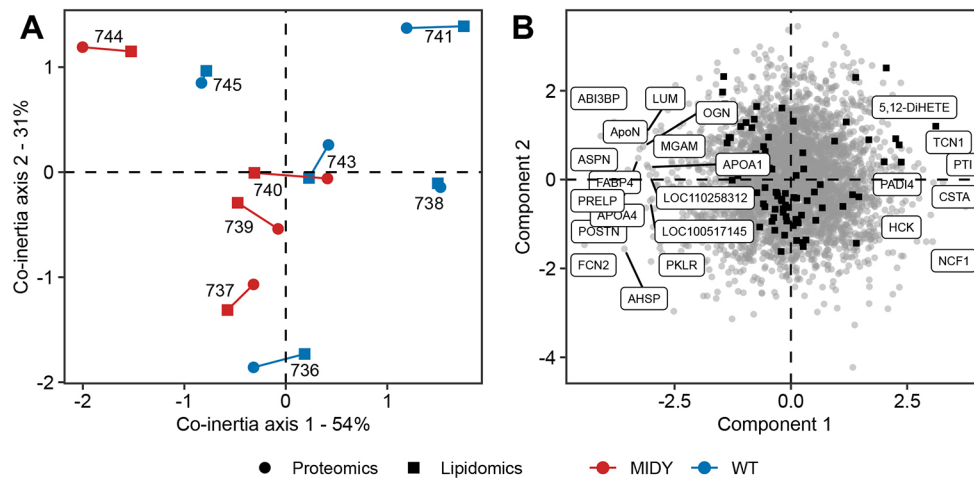 A
B
744
741
745
743
740
738
739
737
736
1
0
-1
-2
-2
-1
0
1
Co-inertia axis 2 - 31%
Co-inertia axis 1 - 54%
2
0
-2
-4
-2.5
0.0
2.5
Component 2
Component 1
ABI3BP
LUM
OGN
5,12-DiHETE
ApoN
MGAM
TCN1
ASPN
APOA1
PTI
FABP4
PADI4
PRELP
LOC110258312
CSTA
APOA4
HCK
POSTN
LOC100517145
FCN2
PKLR
NCF1
AHSP
Proteomics
Lipidomics
MIDY
WT